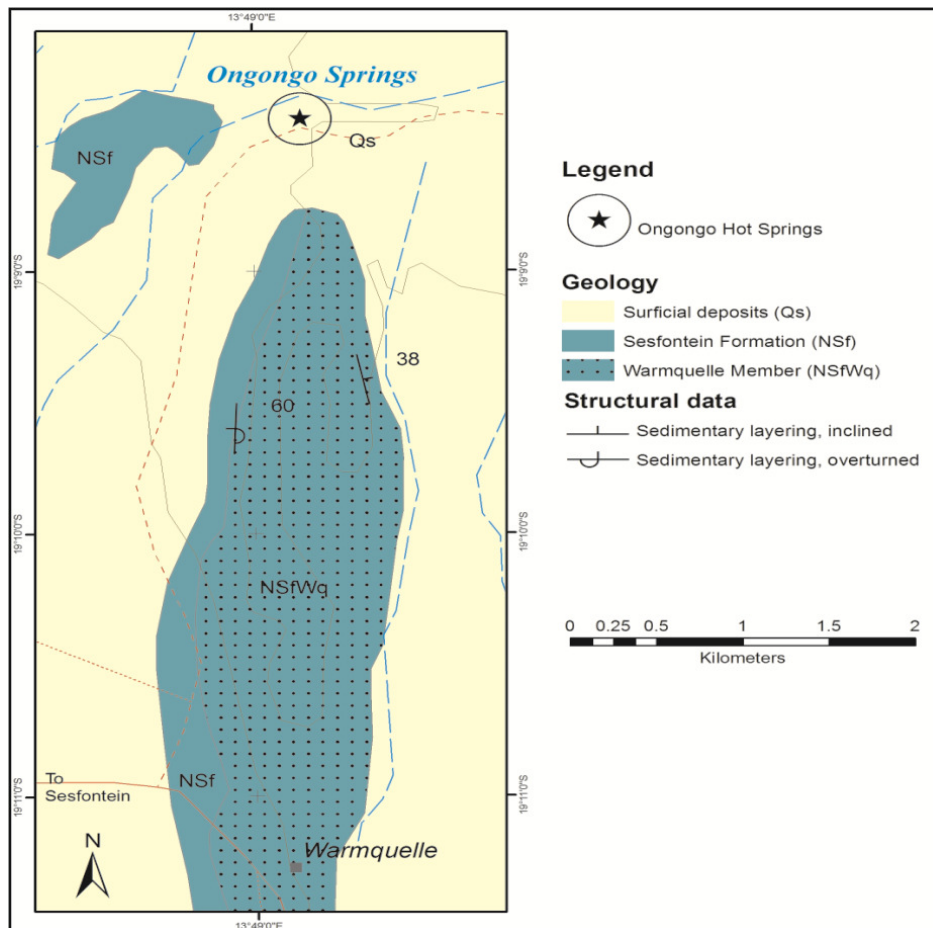 13°49'0"E
Ongongo Springs
Qs
NSf
19°9'0"S
19°9'0"S
38
60
19°10'0"S
19°10'0"S
NSfWq
NSf
To
Sesfontein
19°11'0"S
19°11'0"S
N
Warmquelle
13°49'0"E
Legend
Ongongo Hot Springs
Geology
Surficial deposits (Qs)
Sesfontein Formation (NSf)
Warmquelle Member (NSfWq)
Structural data
Sedimentary layering, inclined
Sedimentary layering, overturned
0 0.25 0.5 1 1.5 2
Kilometers